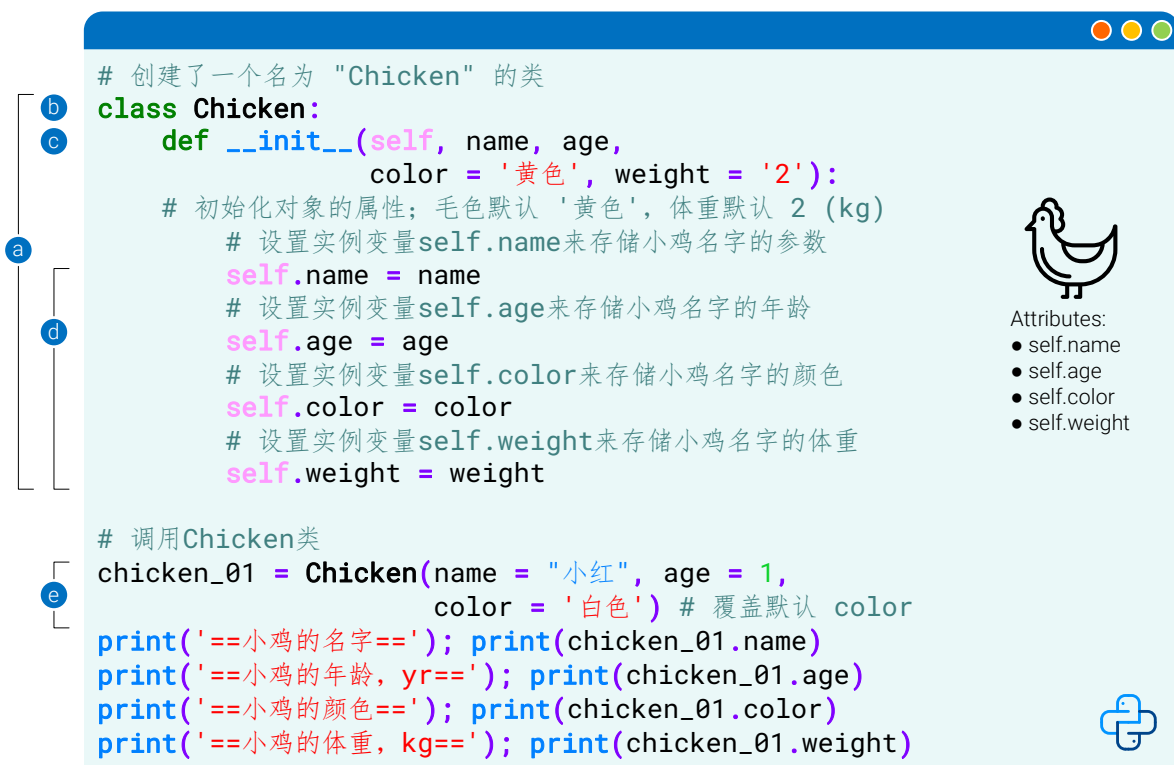 # 创建了一个名为 "Chicken" 的类
b class Chicken:
c def __init__(self, name, age,
color = '黄色', weight = '2'):
# 初始化对象的属性；毛色默认 '黄色'，体重默认 2 (kg)
a # 设置实例变量self.name来存储小鸡名字的参数
self.name = name
# 设置实例变量self.age来存储小鸡名字的年龄
d self.age = age
# 设置实例变量self.color来存储小鸡名字的颜色
self.color = color
# 设置实例变量self.weight来存储小鸡名字的体重
self.weight = weight
Attributes:
● self.name
● self.age
● self.color
● self.weight
# 调用Chicken类
chicken_01 = Chicken(name = "小红", age = 1,
e color = '白色') # 覆盖默认 color
print('==小鸡的名字=='); print(chicken_01.name)
print('==小鸡的年龄，yr=='); print(chicken_01.age)
print('==小鸡的颜色=='); print(chicken_01.color)
print('==小鸡的体重，kg=='); print(chicken_01.weight)